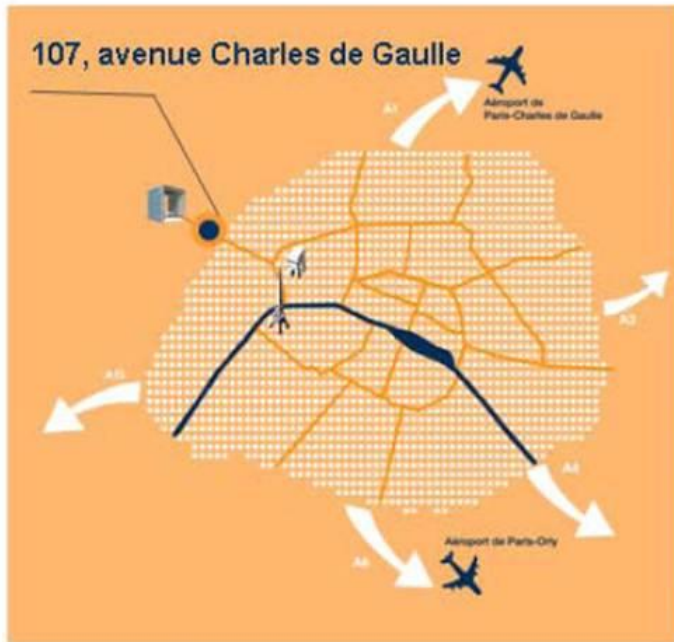 107, avenue Charles de Gaulle
A1
Aéroport de
Paris-Charles de Gaulle
A3
A4
Aéroport de Paris-Orly
A6